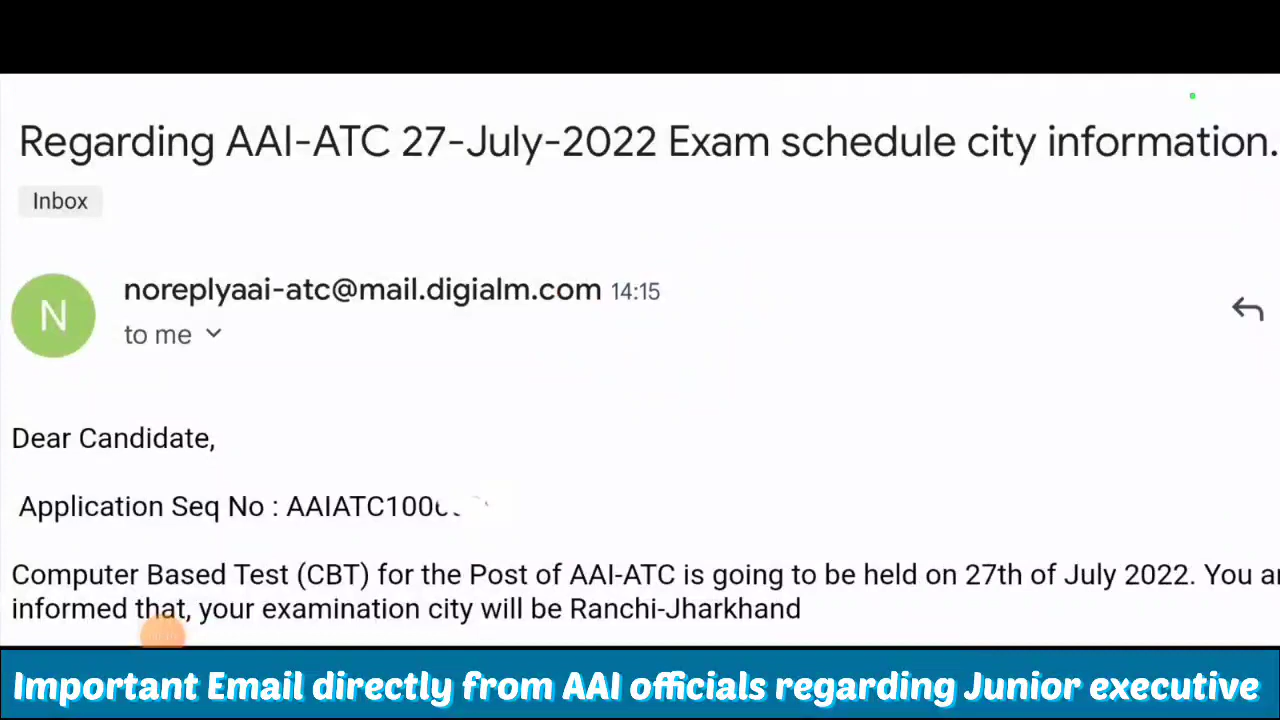 Regarding AAI-ATC 27-July-2022 Exam schedule city information.
Inbox
N
noreplyaai-atc@mail.digialm.com 14:15
to me
Dear Candidate,
Application Seq No : AAIATC100
Computer Based Test (CBT) for the Post of AAI-ATC is going to be held on 27th of July 2022. You
informed that, your examination city will be Ranchi-Jharkhand
Important Email directly from AAI officials regarding Junior executive